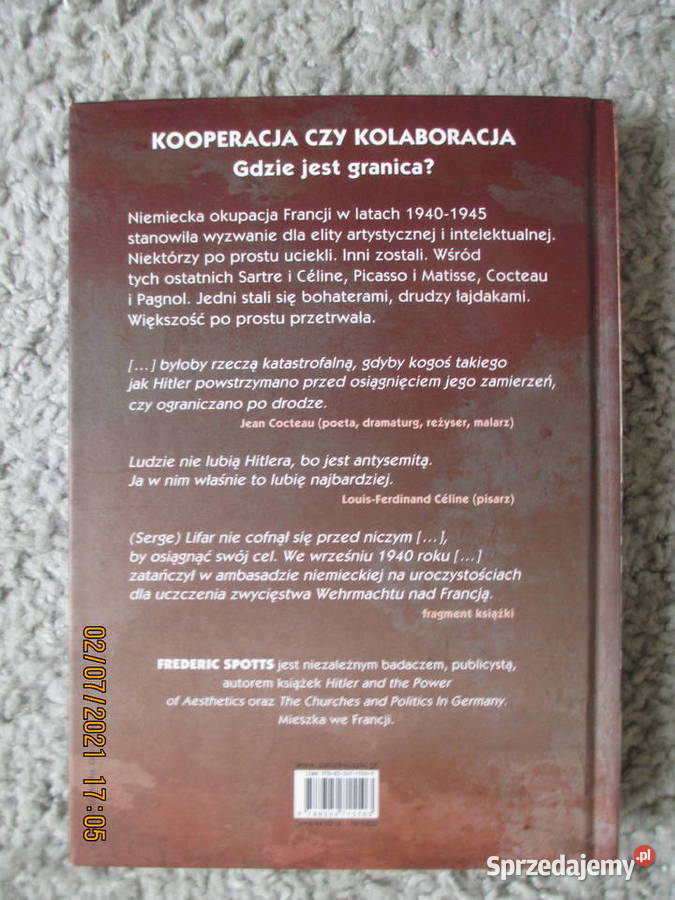 KOOPERACJA CZY KOLABORACJA
Gdzie jest granica?
Niemiecka okupacja Francji w latach 1940-1945
stanowiła wyzwanie dla elity artystycznej i intelektualnej.
Niektórzy po prostu uciekli. Inni zostali. Wśród
tych ostatnich Sartre i Céline, Picasso i Matisse, Cocteau
i Pagnol. Jedni stali się bohaterami, drudzy łajdakami.
Większość po prostu przetrwała.
[...] byłoby rzeczą katastrofalną, gdyby kogoś takiego
jak Hitler powstrzymano przed osiągnięciem jego zamierzeń,
czy ograniczano po drodze.
Jean Cocteau (poeta, dramaturg, reżyser, malarz)
Ludzie nie lubią Hitlera, bo jest antysemitą.
Ja w nim właśnie to lubię najbardziej.
Louis-Ferdinand Céline (pisarz)
(Serge) Lifar nie cofnął się przed niczym [...],
by osiągnąć swój cel. We wrześniu 1940 roku [...]
zatańczył w ambasadzie niemieckiej na uroczystościach
dla uczczenia zwycięstwa Wehrmachtu nad Francją.
fragment książki
FREDERIC SPOTTS jest niezależnym badaczem, publicystą,
autorem książek Hitler and the Power
of Aesthetics oraz The Churches and Politics In Germany.
Mieszka we Francji.
02/07/2021 17:05
Sprzedajemy.pl